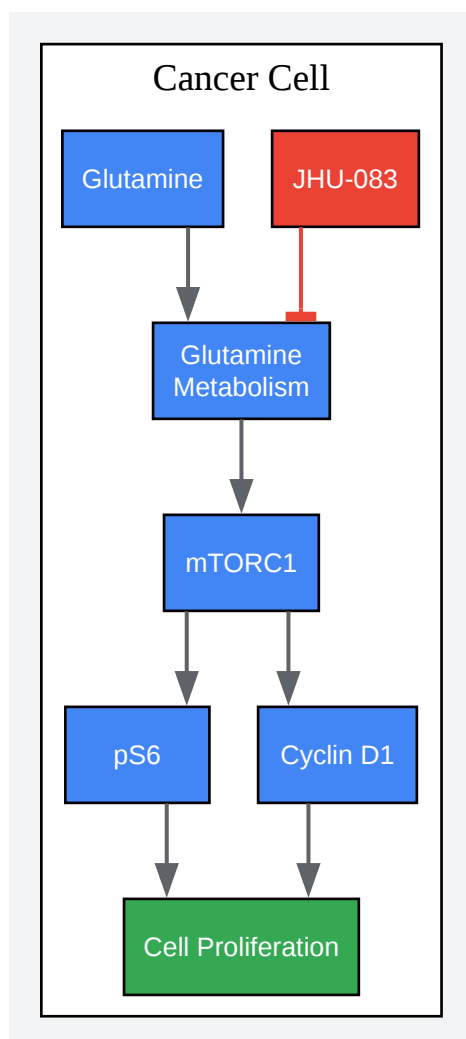 Cancer Cell
Glutamine
JHU-083
Glutamine
Metabolism
mTORC1
pS6
Cyclin D1
Cell Proliferation